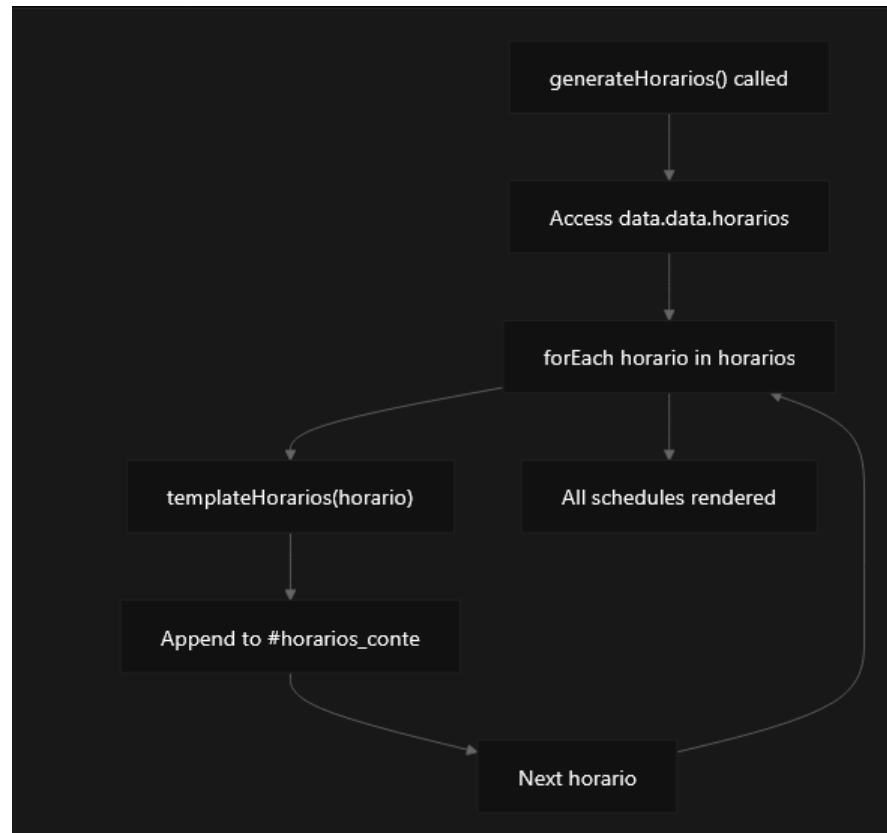 generateHorarios() called
Access data.data.horarios
forEach horario in horarios
templateHorarios(horario)
All schedules rendered
Append to #horarios_conte
Next horario